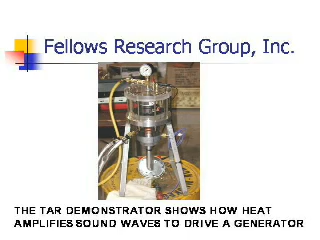 Fellows Research Group, Inc.
THE TAR DEMONSTRATOR SHOWS HOW HEAT
AMPLIFIES SOUND WAVES TO DRIVE A GENERATOR